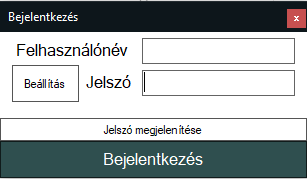 Bejelentkezés x
Felhasználónév
Beállítás Jelszó
Jelszó megjelenítése
Bejelentkezés